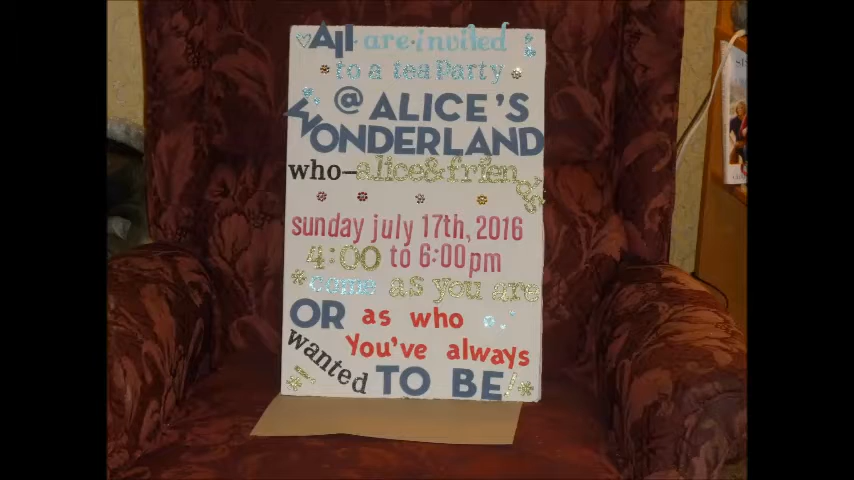 All are invited
to a tea Party
@ ALICE'S
WONDERLAND
who-alice&friends
sunday july 17th, 2016
4:00 to 6:00pm
*come as you are
OR as who
You've always
wanted TO BE!